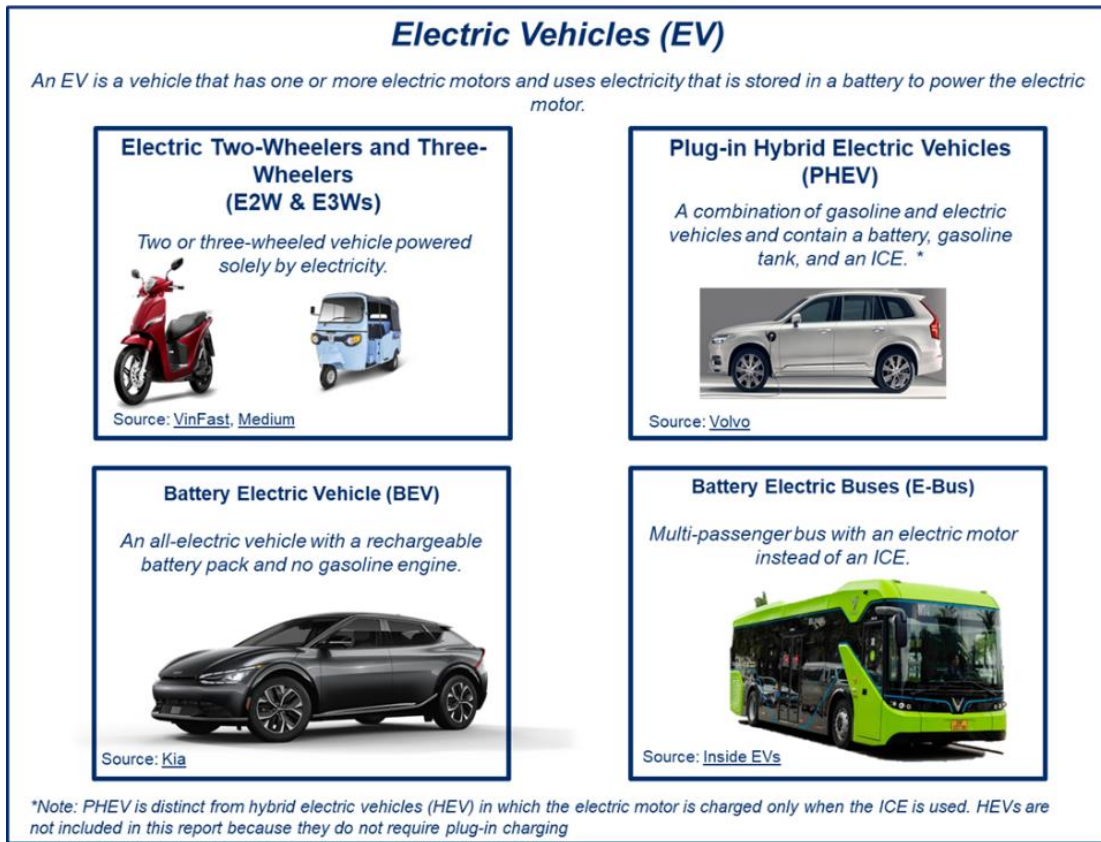 Electric Vehicles (EV)
An EV is a vehicle that has one or more electric motors and uses electricity that is stored in a battery to power the electric
motor.
Electric Two-Wheelers and Three-
Wheelers
(E2W & E3Ws)
Two or three-wheeled vehicle powered
solely by electricity.
Source: VinFast, Medium
Plug-in Hybrid Electric Vehicles
(PHEV)
A combination of gasoline and electric
vehicles and contain a battery, gasoline
tank, and an ICE. *
Source: Volvo
Battery Electric Vehicle (BEV)
An all-electric vehicle with a rechargeable
battery pack and no gasoline engine.
Source: Kia
Battery Electric Buses (E-Bus)
Multi-passenger bus with an electric motor
instead of an ICE.
Source: Inside EVs
*Note: PHEV is distinct from hybrid electric vehicles (HEV) in which the electric motor is charged only when the ICE is used. HEVs are
not included in this report because they do not require plug-in charging